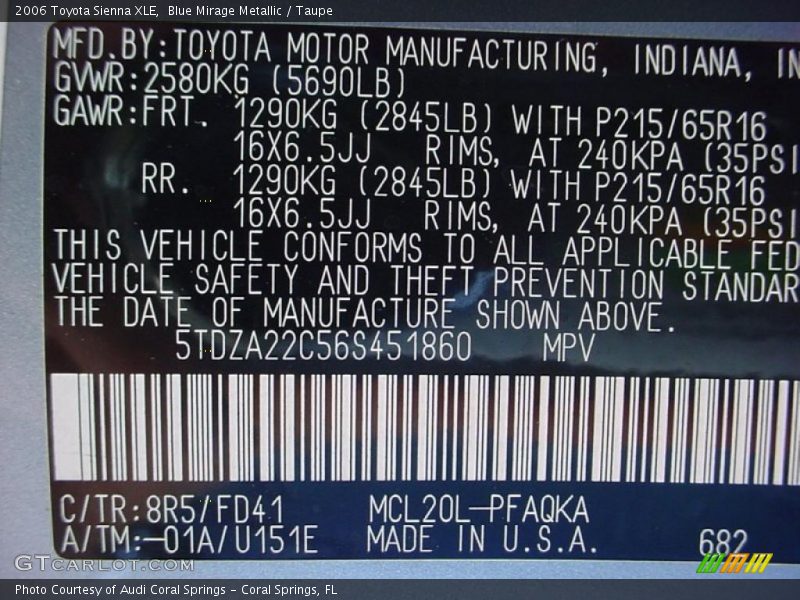 2006 Toyota Sienna XLE,  Blue Mirage Metallic / Taupe
MFD.BY:TOYOTA MOTOR MANUFACTURING, INDIANA, IN
GVWR:2580KG (5690LB)
GAWR:FRT. 1290KG (2845LB) WITH P215/65R16
16X6.5JJ RIMS, AT 240KPA (35PSI
RR. 1290KG (2845LB) WITH P215/65R16
16X6.5JJ RIMS, AT 240KPA (35PSI
THIS VEHICLE CONFORMS TO ALL APPLICABLE FED
VEHICLE SAFETY AND THEFT PREVENTION STANDAR
THE DATE OF MANUFACTURE SHOWN ABOVE.
5TDZA22C56S451860 MPV
C/TR:8R5/FD41 MCL20L-PFAQKA
A/TM:-01A/U151E MADE IN U.S.A. 682
GTCARLOT.COM
Photo Courtesy of Audi Coral Springs - Coral Springs, FL